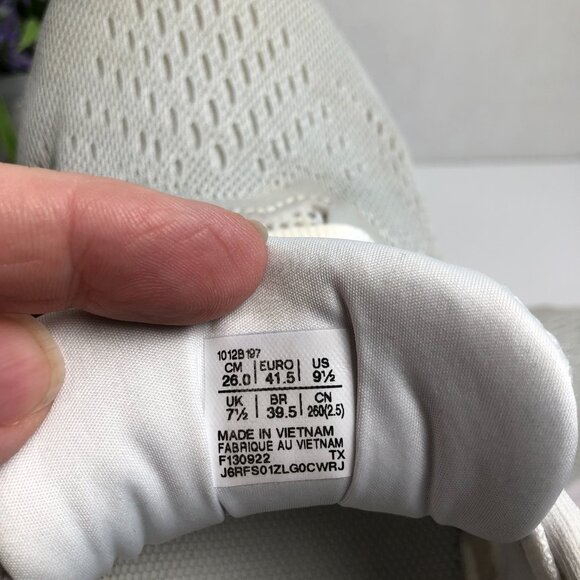 1012B197
CM | EURO | US
26.0 | 41.5 | 9½
UK | BR | CN
7½ | 39.5 | 260(2.5)
MADE IN VIETNAM
FABRIQUE AU VIETNAM
F130922 TX
J6RFS01ZLG0CWRJ